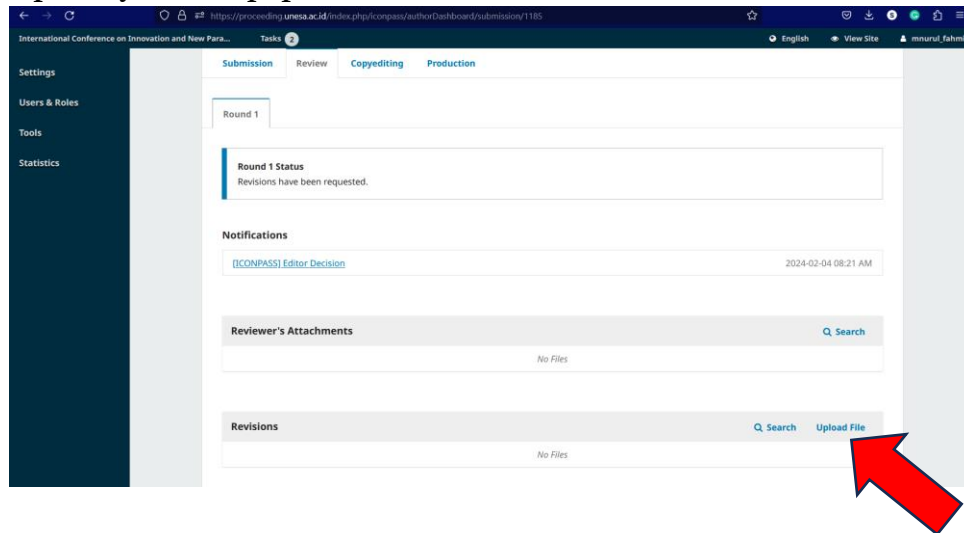 https://proceeding.unesa.ac.id/index.php/iconpass/authorDashboard/submission/1185
International Conference on Innovation and New Para... Tasks 2 English View Site mnurul_fahmi
Settings
Users & Roles
Tools
Statistics
Submission Review Copyediting Production
Round 1
Round 1 Status
Revisions have been requested.
Notifications
[ICONPASS] Editor Decision 2024-02-04 08:21 AM
Reviewer's Attachments Search
No Files
Revisions Search Upload File
No Files